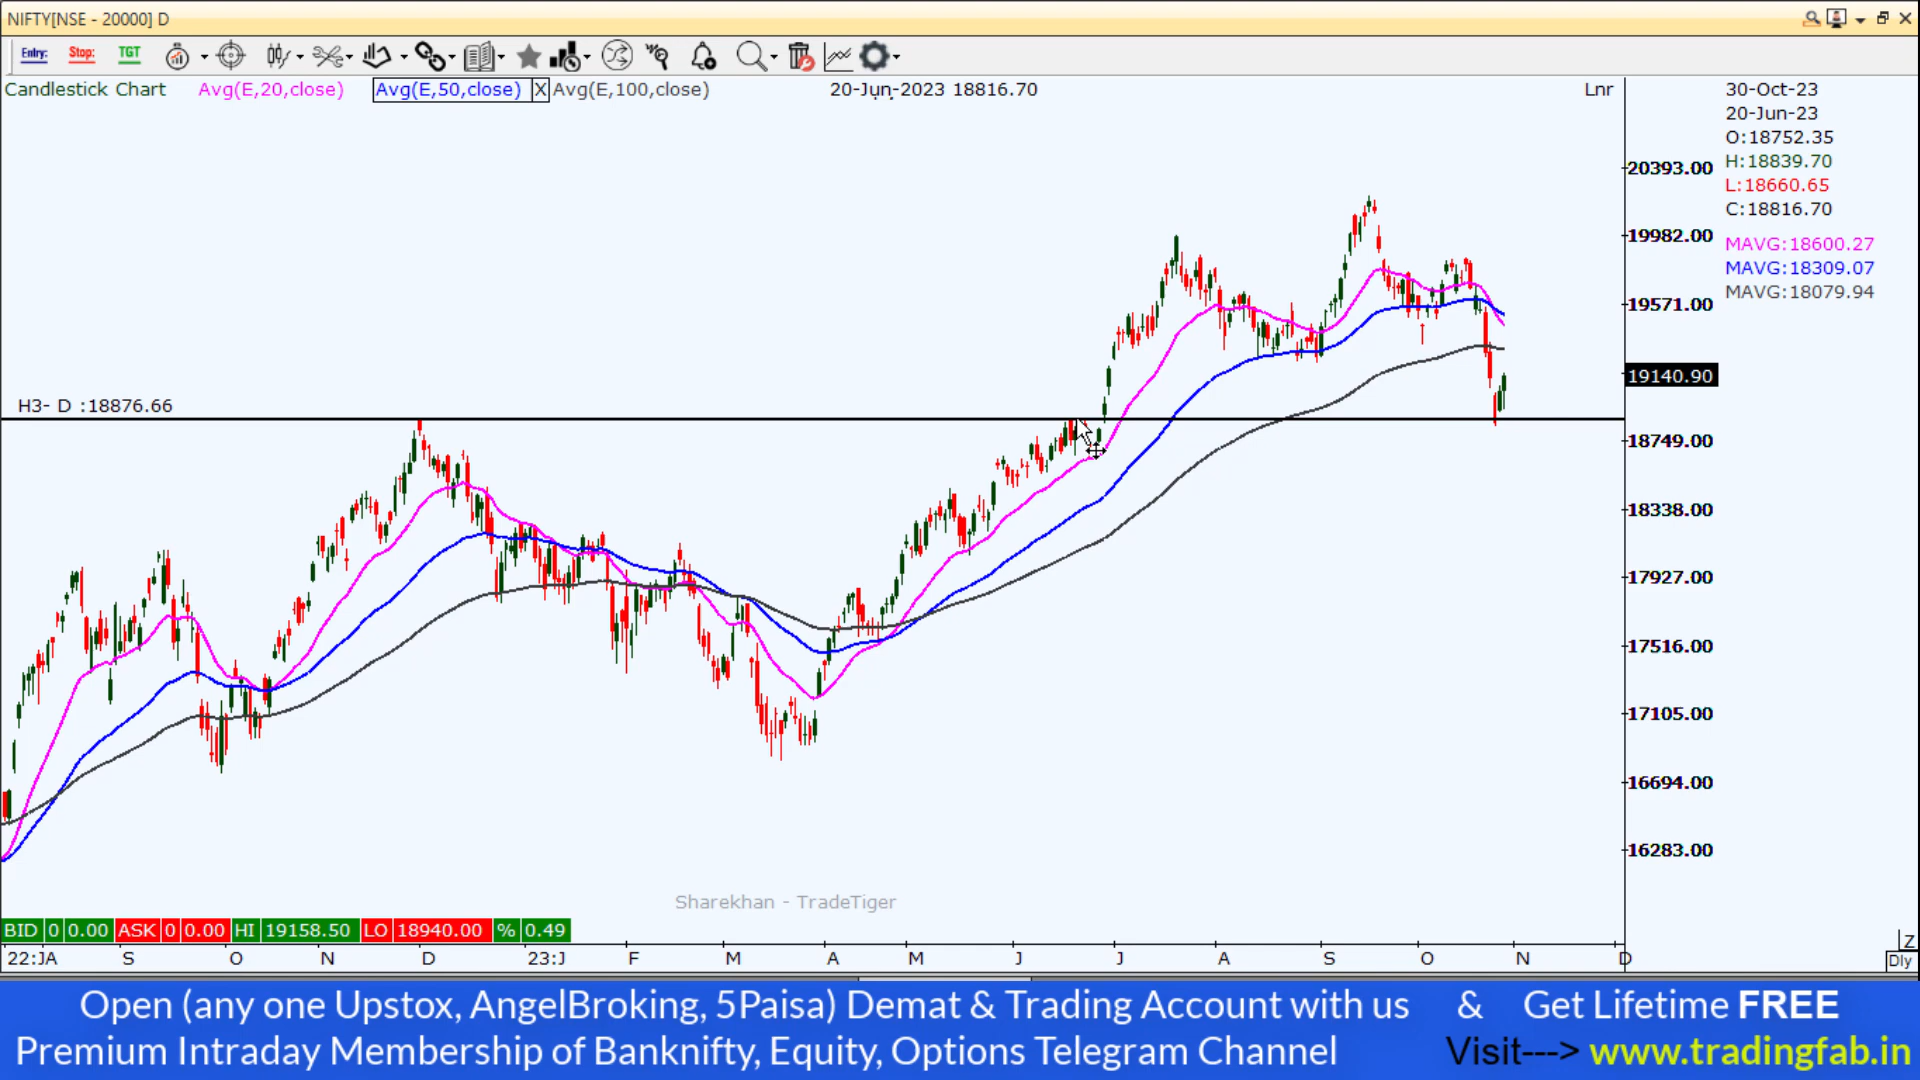 NIFTY[NSE - 20000] D
Entry: Stop: TGT
Candlestick Chart Avg(E,20,close) Avg(E,50,close) X Avg(E,100,close) 20-Jun-2023 18816.70 Lnr
30-Oct-23
20-Jun-23
O:18752.35
H:18839.70
L:18660.65
C:18816.70
MAVG:18600.27
MAVG:18309.07
MAVG:18079.94
20393.00
19982.00
19571.00
19140.90
18749.00
18338.00
17927.00
17516.00
17105.00
16694.00
16283.00
H3- D :18876.66
Sharekhan - TradeTiger
BID 0 0.00 ASK 0 0.00 HI 19158.50 LO 18940.00 % 0.49
Z
22:JA S O N D 23:J F M A M J J A S O N D
Dly
Open (any one Upstox, AngelBroking, 5Paisa) Demat & Trading Account with us & Get Lifetime FREE
Premium Intraday Membership of Banknifty, Equity, Options Telegram Channel Visit---> www.tradingfab.in